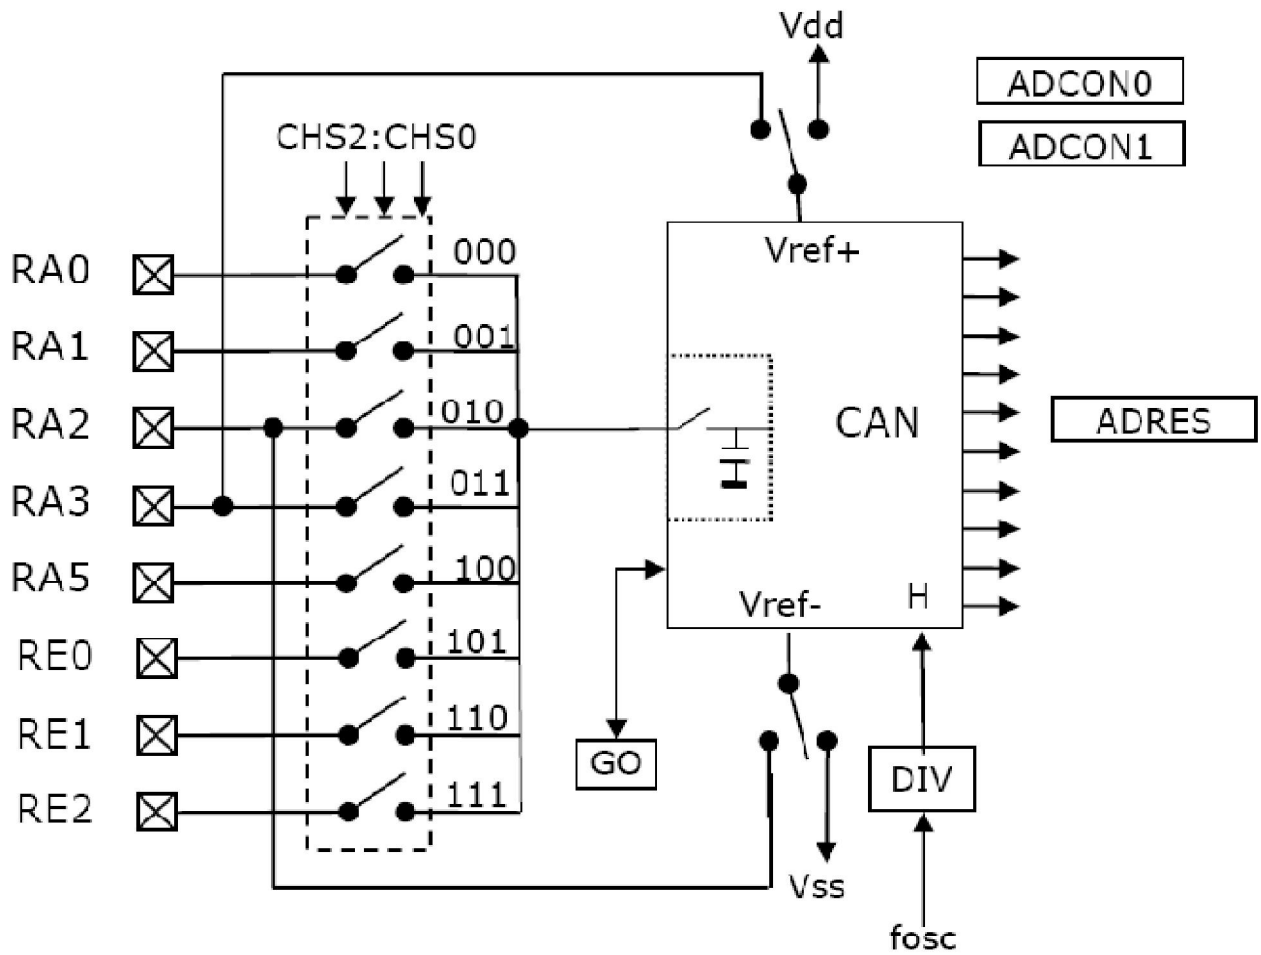 Vdd
ADCON0
CHS2:CHS0
ADCON1
RA0
000
Vref+
RA1
001
RA2
010
CAN
ADRES
RA3
011
RA5
100
Vref-
H
RE0
101
RE1
110
GO
DIV
RE2
111
Vss
fosc